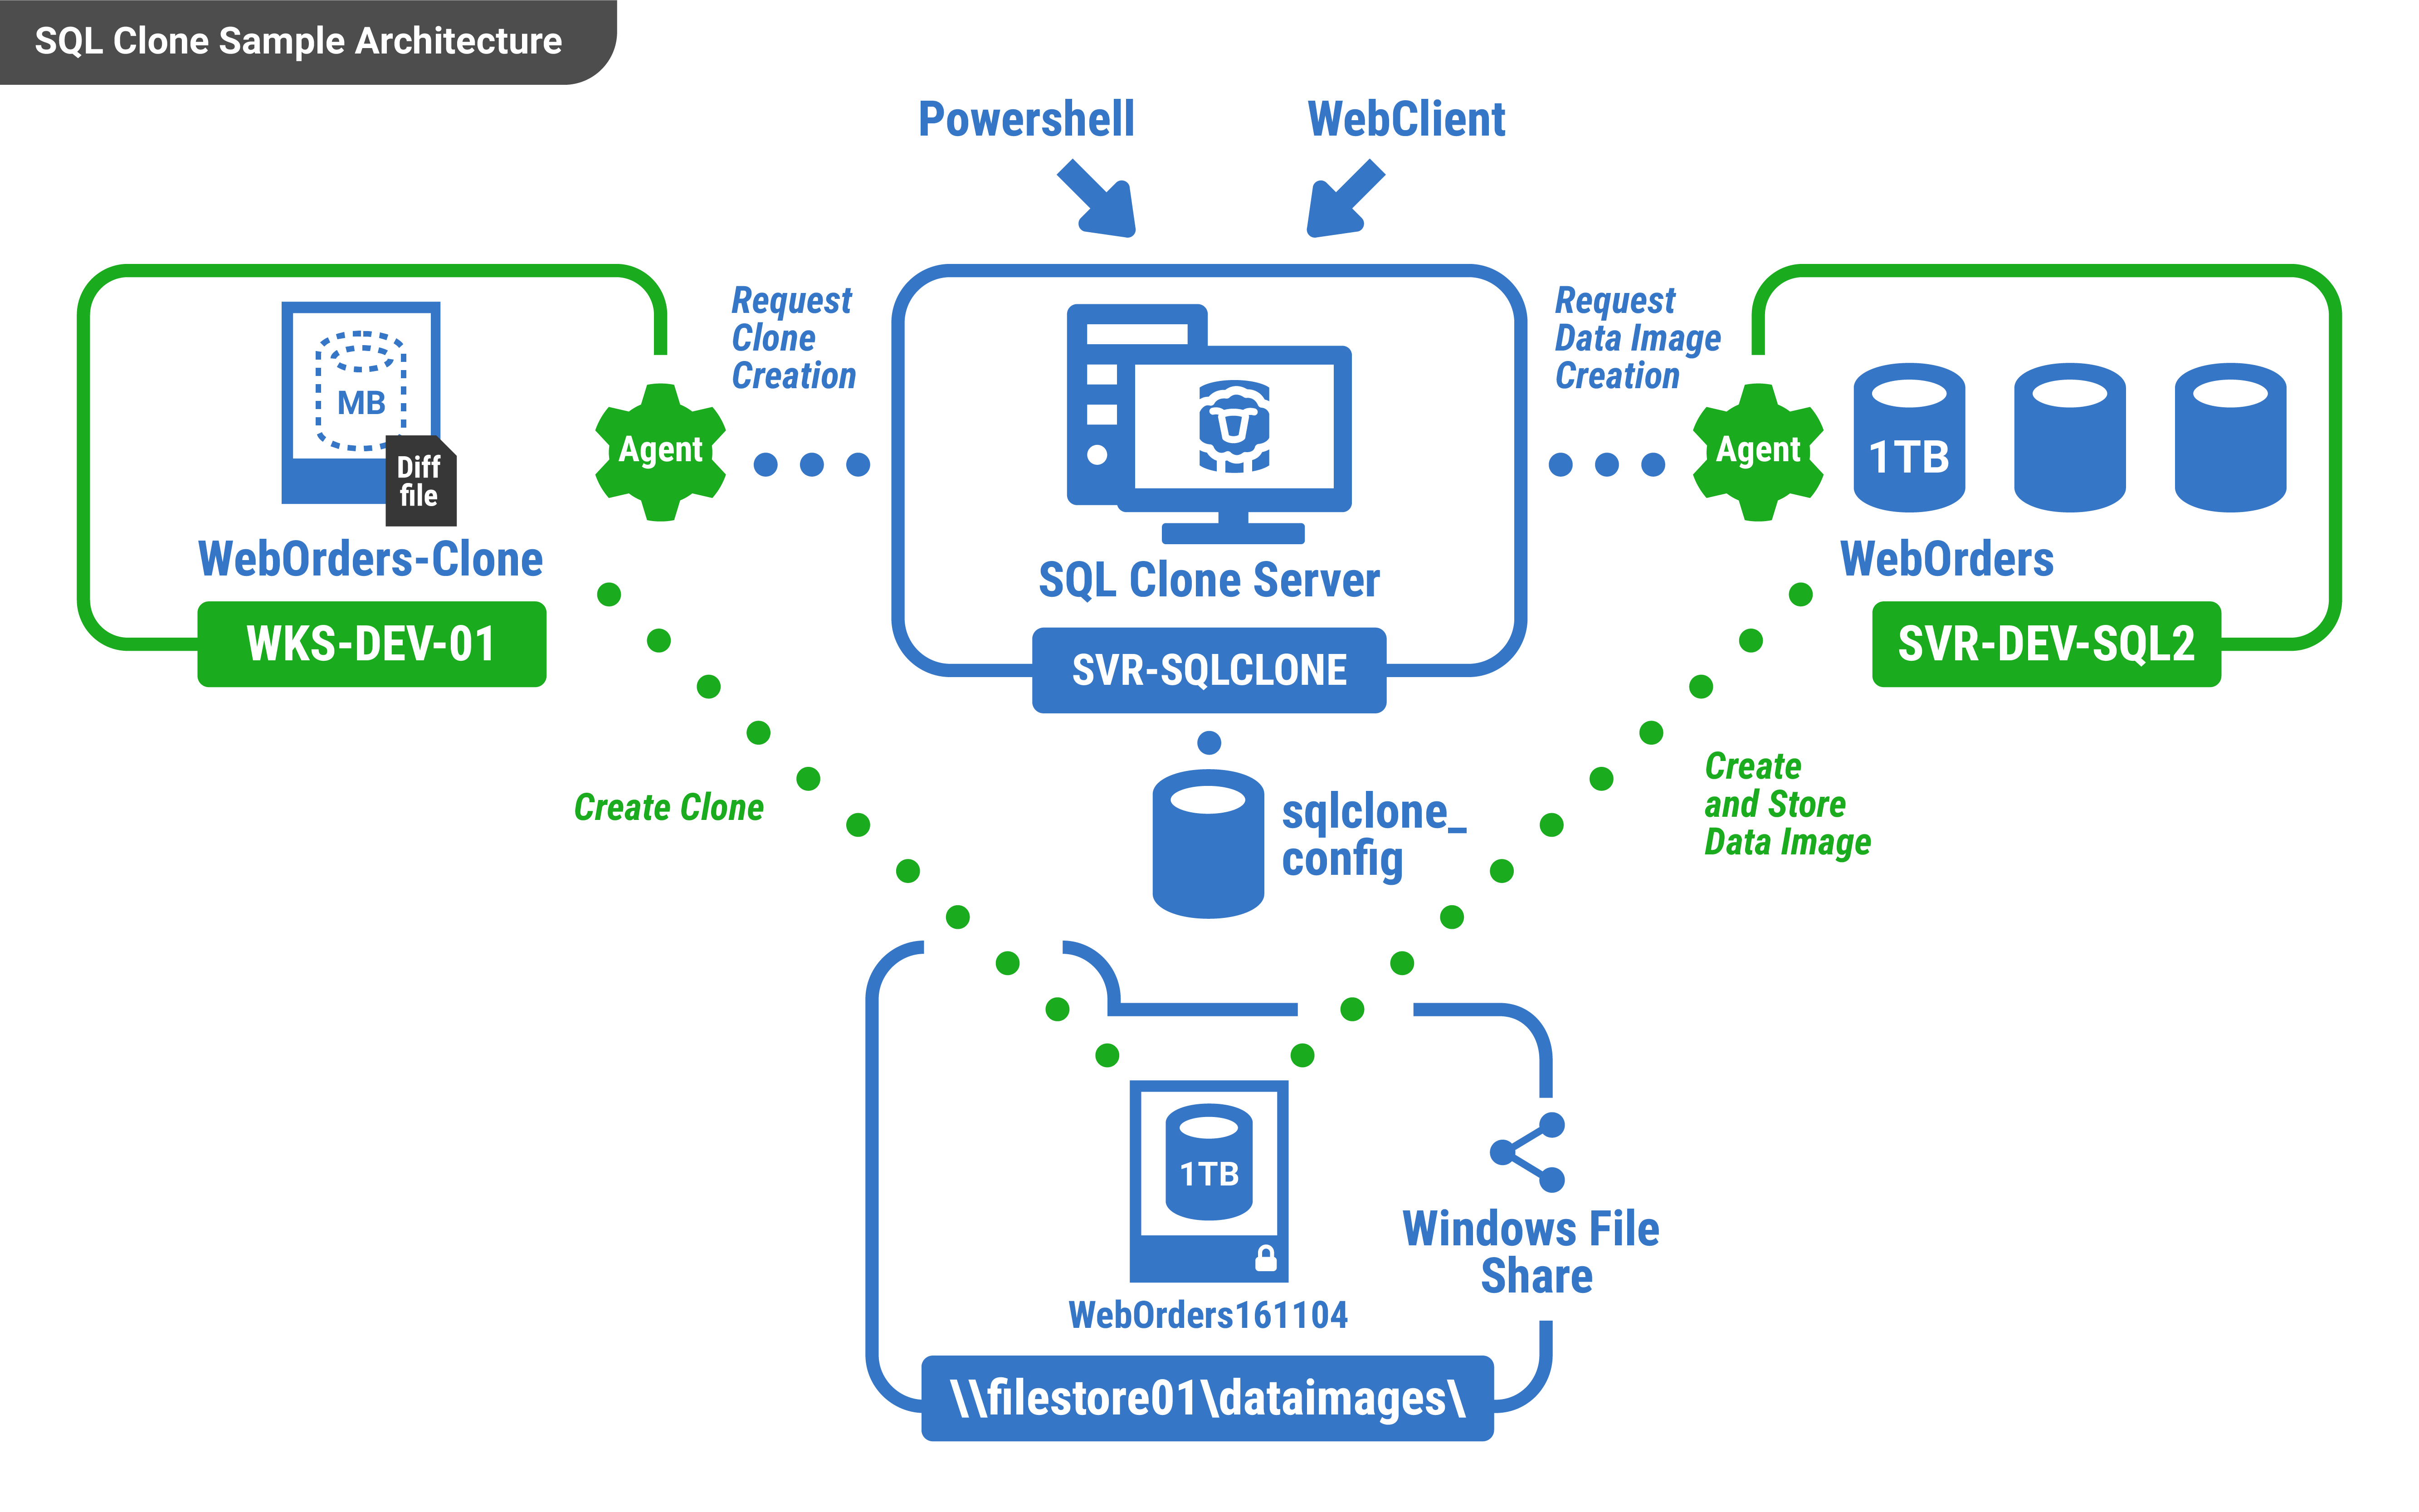 SQL Clone Sample Architecture
Powershell
WebClient
Request
Clone
Creation
Request
Data Image
Creation
MB
Diff
file
Agent
Agent
1TB
WebOrders-Clone
WKS-DEV-01
SQL Clone Server
SVR-SQLCLONE
WebOrders
SVR-DEV-SQL2
Create Clone
sqlclone_
config
Create
and Store
Data Image
1TB
WebOrders161104
Windows File
Share
\\filestore01\dataimages\